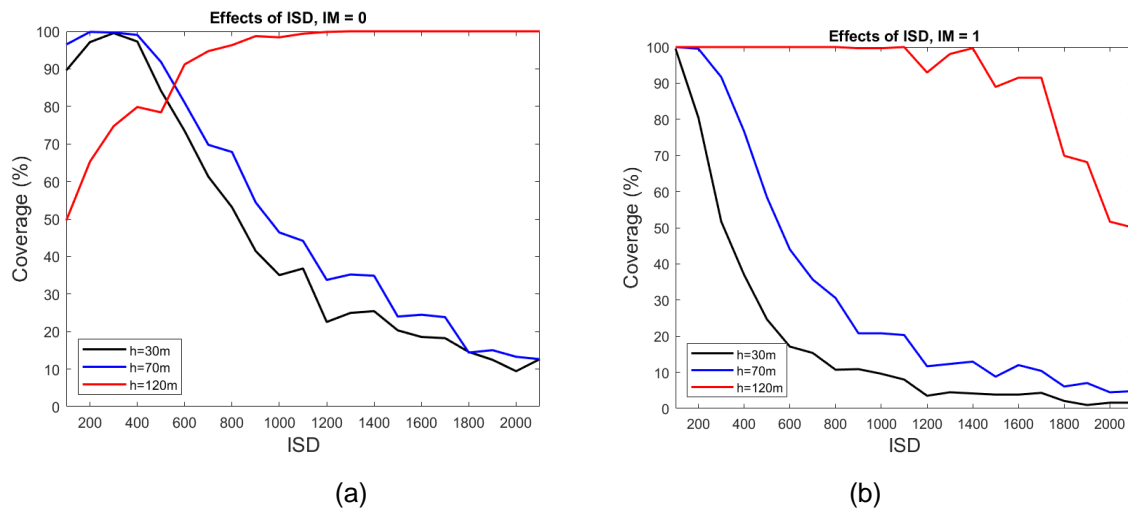 Effects of ISD, IM = 0
Coverage (%)
100
90
80
70
60
50
40
30
20
10
0
h=30m
h=70m
h=120m
200 400 600 800 1000 1200 1400 1600 1800 2000
ISD
(a)
Effects of ISD, IM = 1
Coverage (%)
100
90
80
70
60
50
40
30
20
10
0
h=30m
h=70m
h=120m
200 400 600 800 1000 1200 1400 1600 1800 2000
ISD
(b)